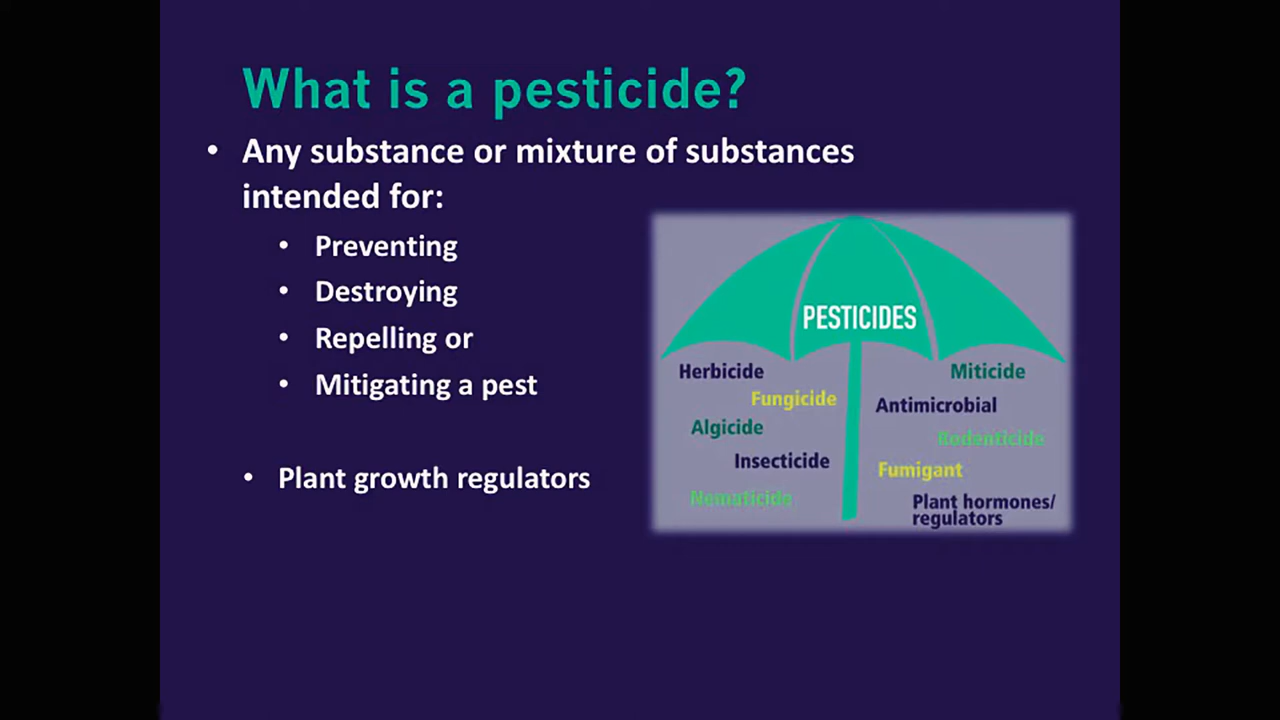 What is a pesticide?
• Any substance or mixture of substances
intended for:
• Preventing
• Destroying
• Repelling or
• Mitigating a pest
• Plant growth regulators
PESTICIDES
Herbicide
Fungicide
Algicide
Insecticide
Nematicide
Miticide
Antimicrobial
Rodenticide
Fumigant
Plant hormones/
regulators